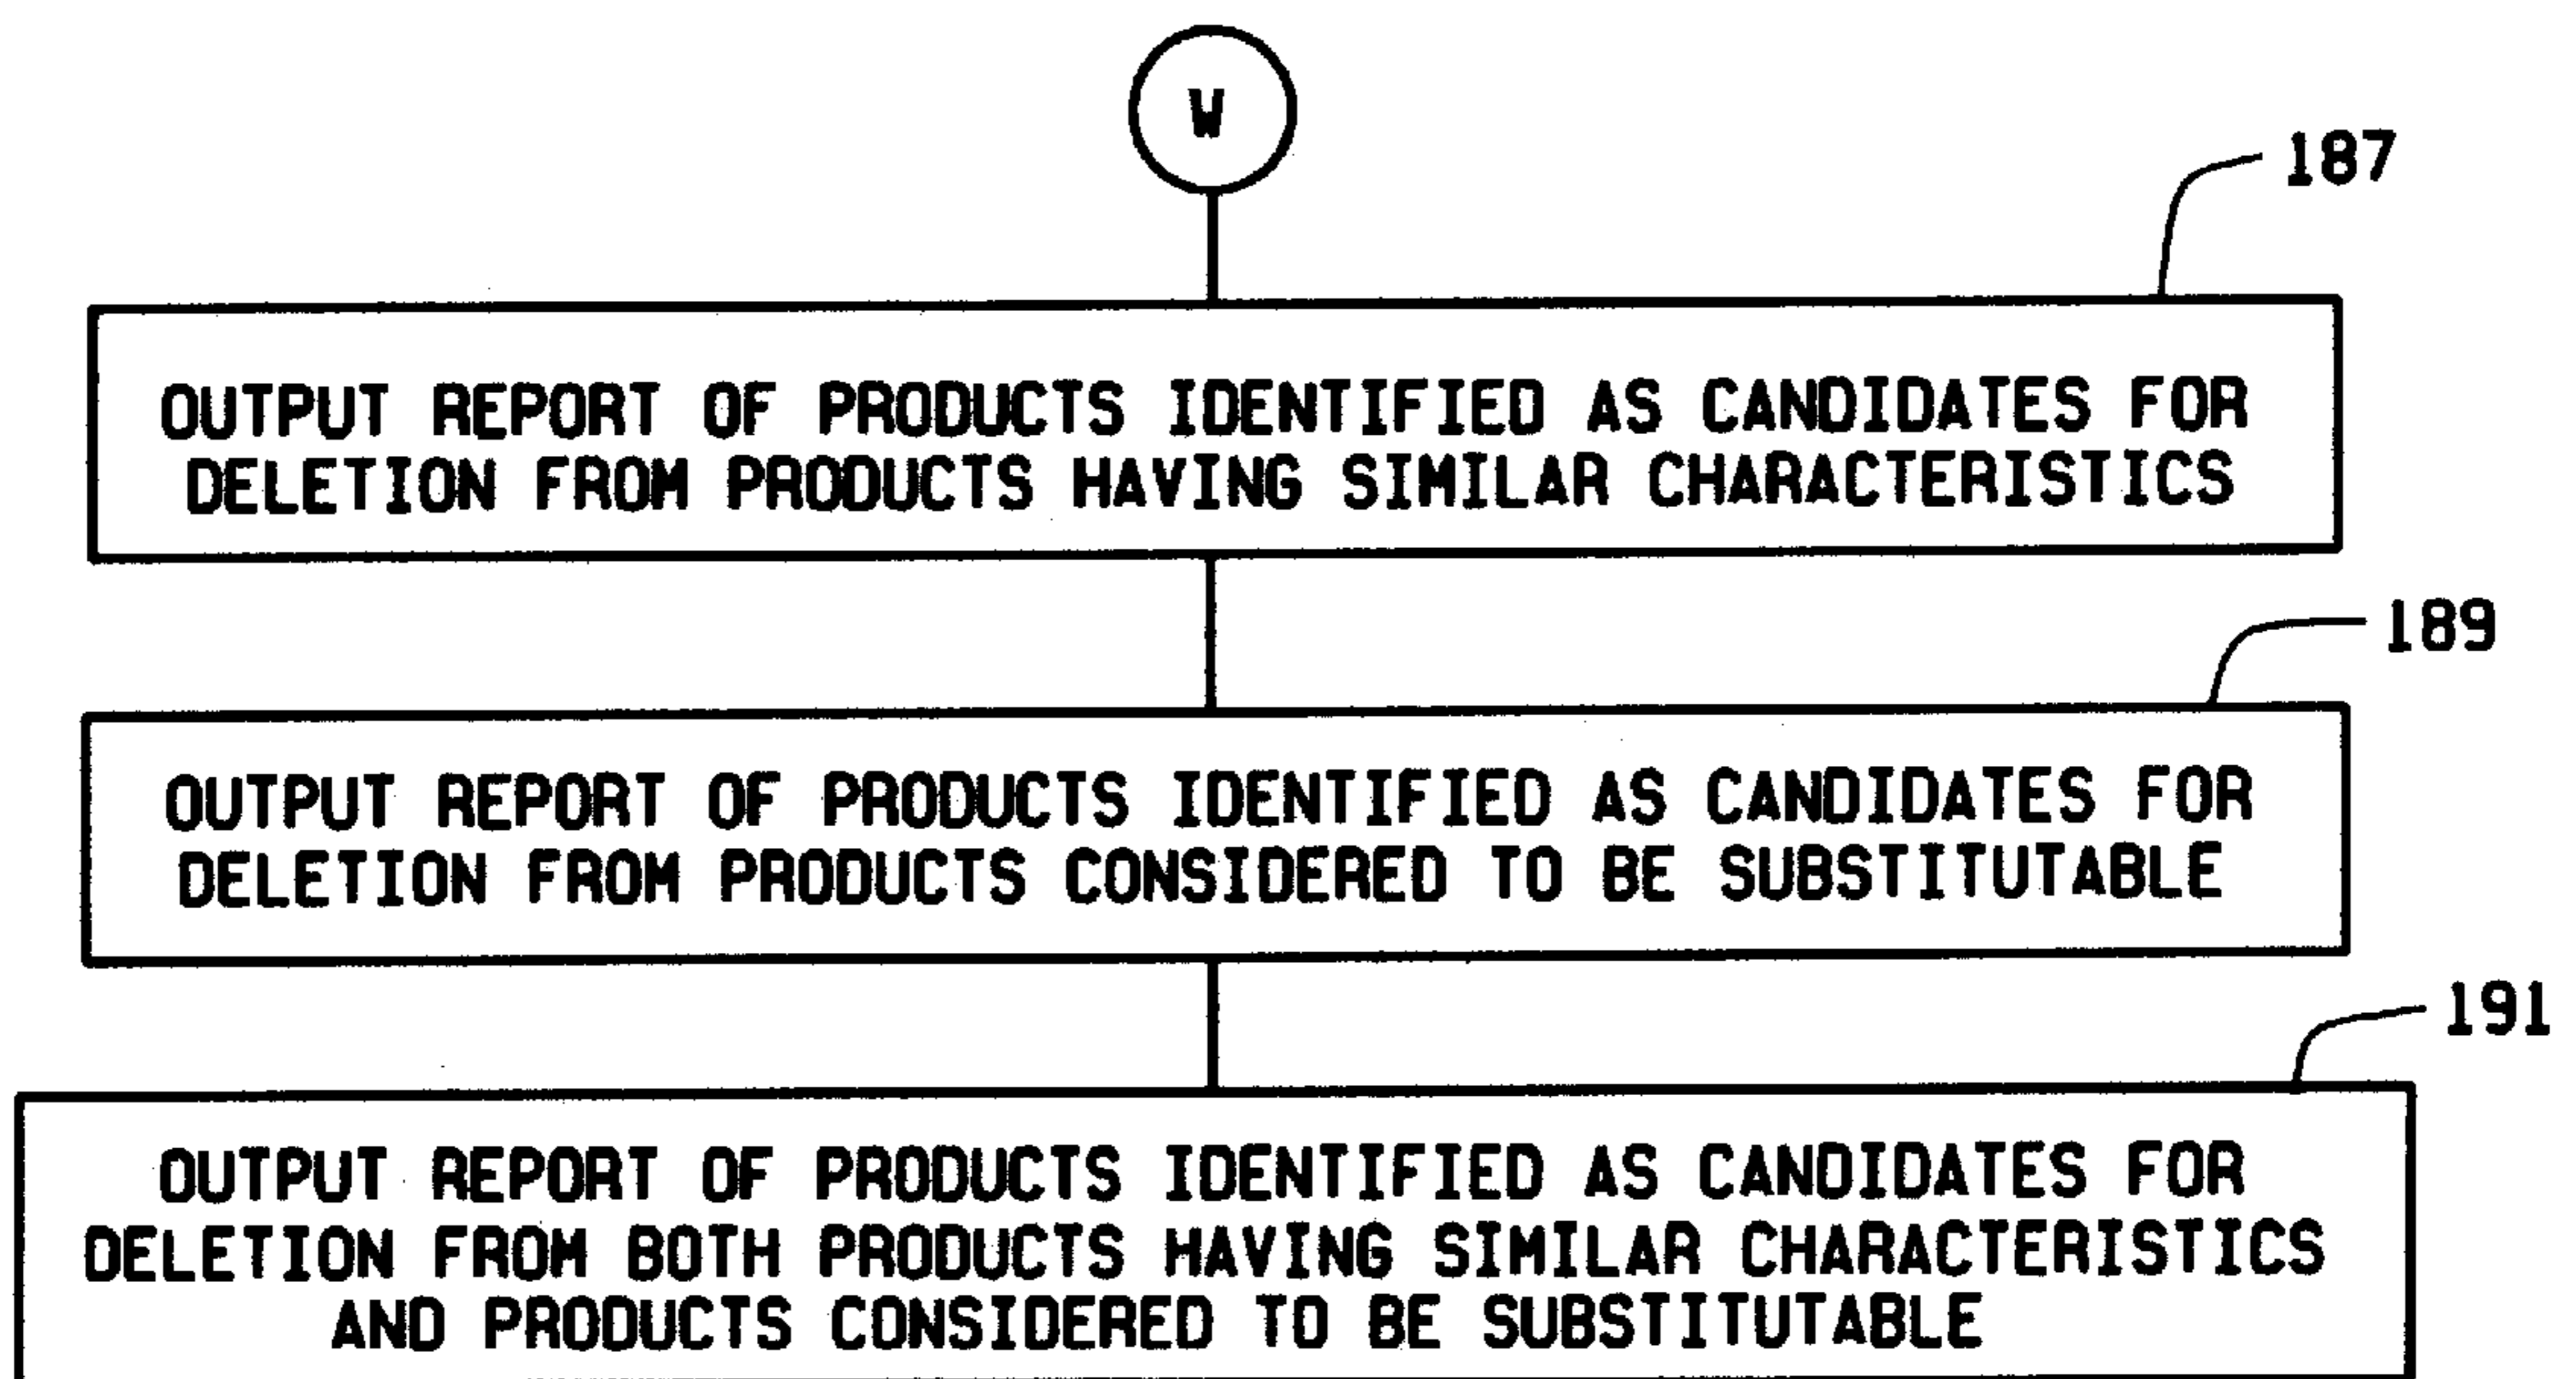 W
187
OUTPUT REPORT OF PRODUCTS IDENTIFIED AS CANDIDATES FOR
DELETION FROM PRODUCTS HAVING SIMILAR CHARACTERISTICS
189
OUTPUT REPORT OF PRODUCTS IDENTIFIED AS CANDIDATES FOR
DELETION FROM PRODUCTS CONSIDERED TO BE SUBSTITUTABLE
191
OUTPUT REPORT OF PRODUCTS IDENTIFIED AS CANDIDATES FOR
DELETION FROM BOTH PRODUCTS HAVING SIMILAR CHARACTERISTICS
AND PRODUCTS CONSIDERED TO BE SUBSTITUTABLE